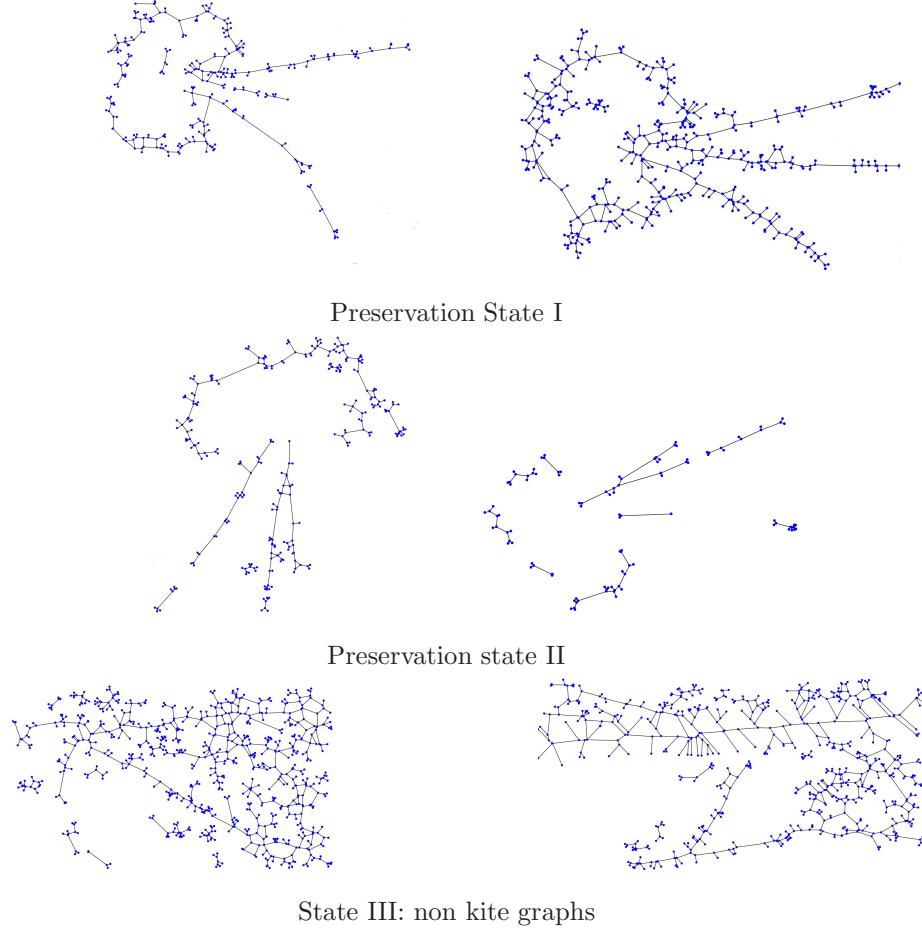 Preservation State I
Preservation state II
State III: non kite graphs